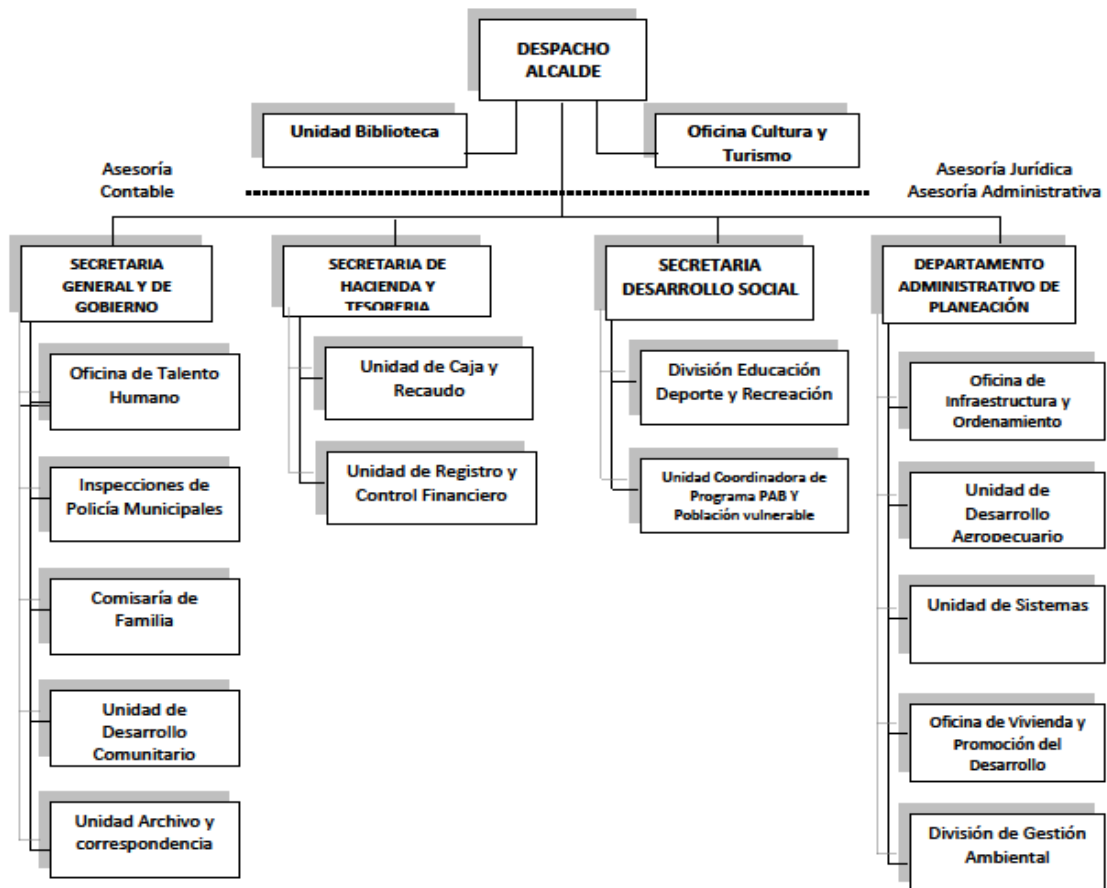 DESPACHO
ALCALDE
Unidad Biblioteca
Oficina Cultura y
Turismo
Asesoría
Contable
Asesoría Jurídica
Asesoría Administrativa
SECRETARIA
GENERAL Y DE
GOBIERNO
SECRETARIA DE
HACIENDA Y
TESORERIA
SECRETARIA
DESARROLLO SOCIAL
DEPARTAMENTO
ADMINISTRATIVO DE
PLANEACIÓN
Oficina de Talento
Humano
Inspecciones de
Policía Municipales
Comisaría de
Familia
Unidad de
Desarrollo
Comunitario
Unidad Archivo y
correspondencia
Unidad de Caja y
Recaudo
Unidad de Registro y
Control Financiero
División Educación
Deporte y Recreación
Unidad Coordinadora de
Programa PAB Y
Población vulnerable
Oficina de
Infraestructura y
Ordenamiento
Unidad de
Desarrollo
Agropecuario
Unidad de Sistemas
Oficina de Vivienda y
Promoción del
Desarrollo
División de Gestión
Ambiental